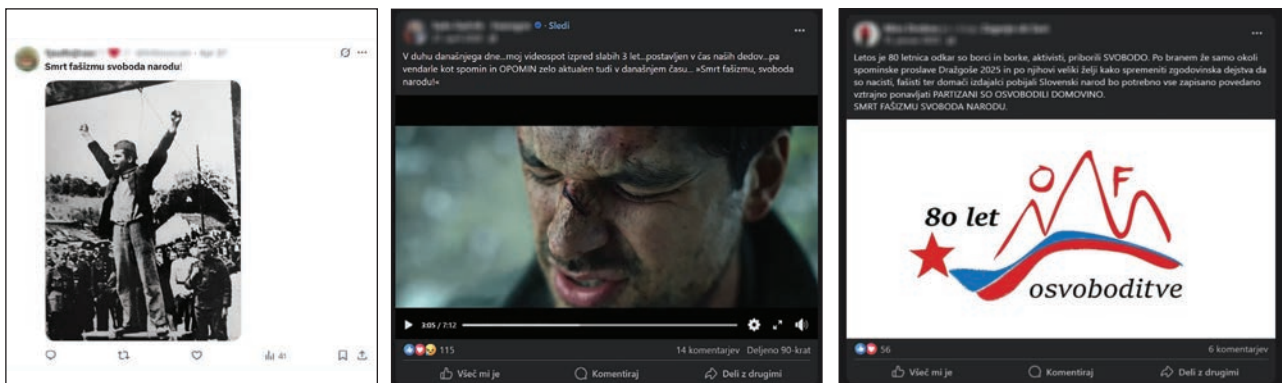 Smrt fašizmu svoboda narodu!
41
· Sledi
V duhu današnjega dne...moj videospot izpred slabih 3 let...postavljen v čas naših dedov...pa
vendarle kot spomin in OPOMIN zelo aktualen tudi v današnjem času... »Smrt fašizmu, svoboda
narodu!«
3:05 / 7:12
115
14 komentarjev Deljeno 90-krat
Všeč mi je Komentiraj Deli z drugimi
Letos je 80 letnica odkar so borci in borke, aktivisti, priborili SVOBODO. Po branem že samo okoli
spominske proslave Dražgoše 2025 in po njihovi veliki želji kako spremeniti zgodovinska dejstva da
so nacisti, fašisti ter domači izdajalci pobijali Slovenski narod bo potrebno vse zapisano povedano
vztrajno ponavljati PARTIZANI SO OSVOBODILI DOMOVINO.
SMRT FAŠIZMU SVOBODA NARODU.
OF
80 let
osvoboditve
56
6 komentarjev
Všeč mi je Komentiraj Deli z drugimi